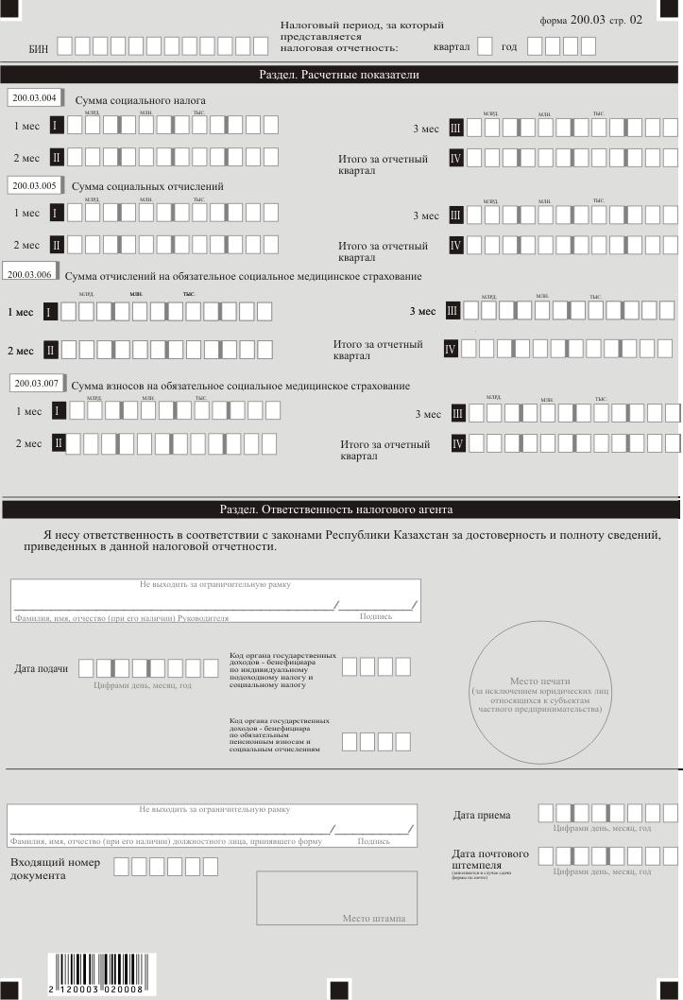 форма 200.03 стр. 02
Налоговый период, за который
представляется
налоговая отчетность:
БИН
квартал
год
Раздел. Расчетные показатели
200.03.004
Сумма социального налога
МЛРД. МЛН. ТЫС.
МЛРД. МЛН. ТЫС.
1 мес I
3 мес III
2 мес II
Итого за отчетный
квартал
IV
200.03.005
Сумма социальных отчислений
МЛРД. МЛН. ТЫС.
МЛРД. МЛН. ТЫС.
1 мес I
3 мес III
2 мес II
Итого за отчетный
квартал
IV
200.03.006
Сумма отчислений на обязательное социальное медицинское страхование
МЛРД. МЛН. ТЫС.
МЛРД. МЛН. ТЫС.
1 мес I
3 мес III
2 мес II
Итого за отчетный
квартал
IV
200.03.007
Сумма взносов на обязательное социальное медицинское страхование
МЛРД. МЛН. ТЫС.
МЛРД. МЛН. ТЫС.
1 мес I
3 мес III
2 мес II
Итого за отчетный
квартал
IV
Раздел. Ответственность налогового агента
Я несу ответственность в соответствии с законами Республики Казахстан за достоверность и полноту сведений,
приведенных в данной налоговой отчетности.
Не выходить за ограничительную рамку
/ /
Фамилия, имя, отчество (при его наличии) Руководителя
Подпись
Дата подачи
Цифрами день, месяц, год
Код органа государственных
доходов - бенефициара
по индивидуальному
подоходному налогу и
социальному налогу
Код органа государственных
доходов - бенефициара
по обязательным
пенсионным взносам и
социальным отчислениям
Место печати
(за исключением юридических лиц
относящихся к субъектам
частного предпринимательства)
Не выходить за ограничительную рамку
/ /
Фамилия, имя, отчество (при его наличии) должностного лица, принявшего форму
Подпись
Дата приема
Цифрами день, месяц, год
Входящий номер
документа
Дата почтового
штемпеля
(заполняется в случае сдачи
формы по почте)
Цифрами день, месяц, год
Место штампа
2 120003 020008